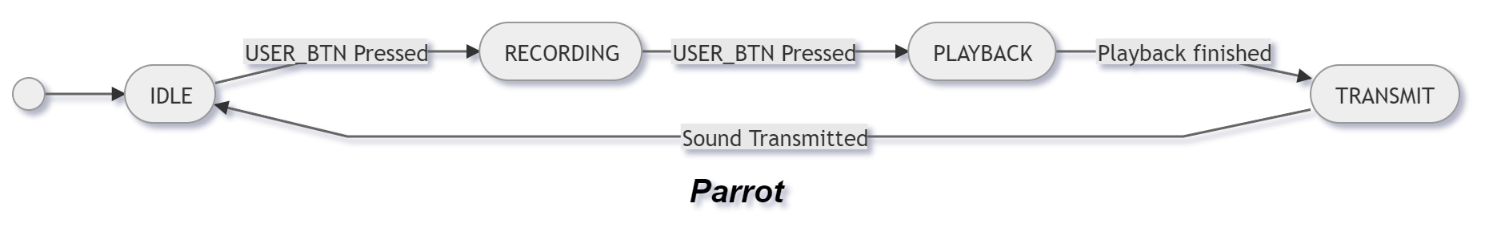 USER_BTN Pressed
RECORDING
USER_BTN Pressed
PLAYBACK
Playback finished
IDLE
TRANSMIT
Sound Transmitted
Parrot